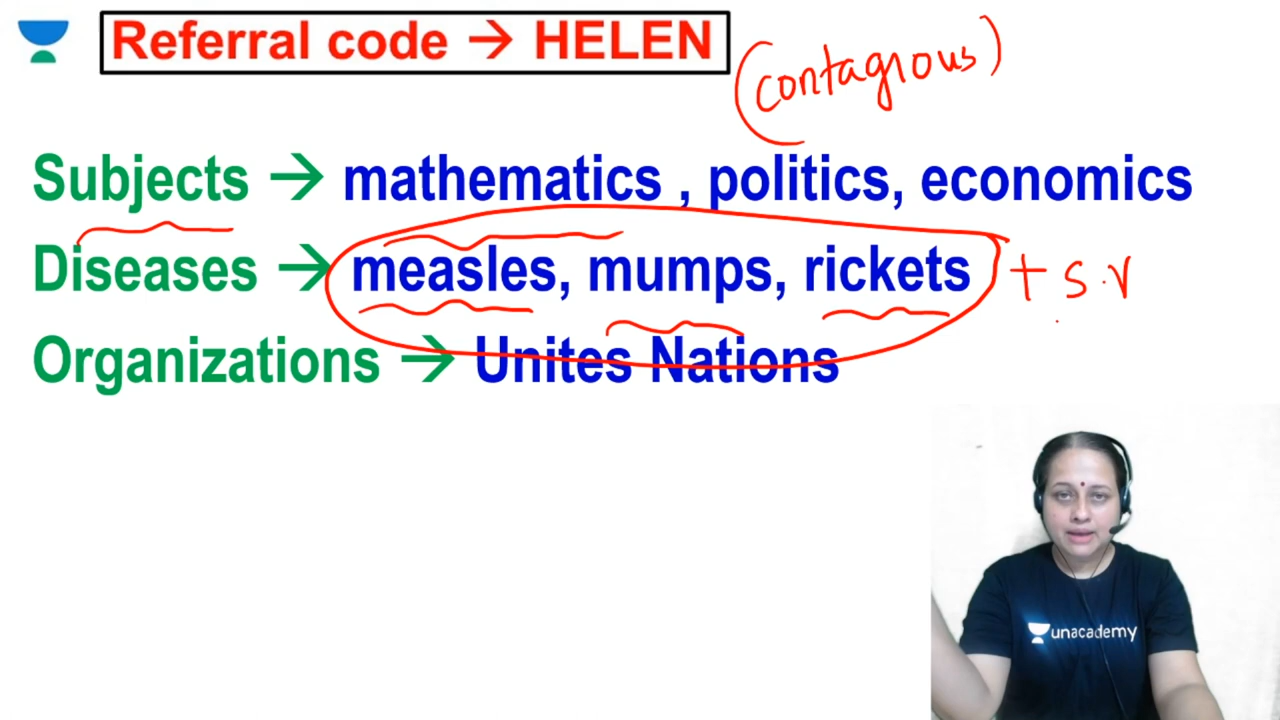 Referral code → HELEN
(contagious)
Subjects → mathematics , politics, economics
Diseases → measles, mumps, rickets + s.v
Organizations → Unites Nations
unacademy